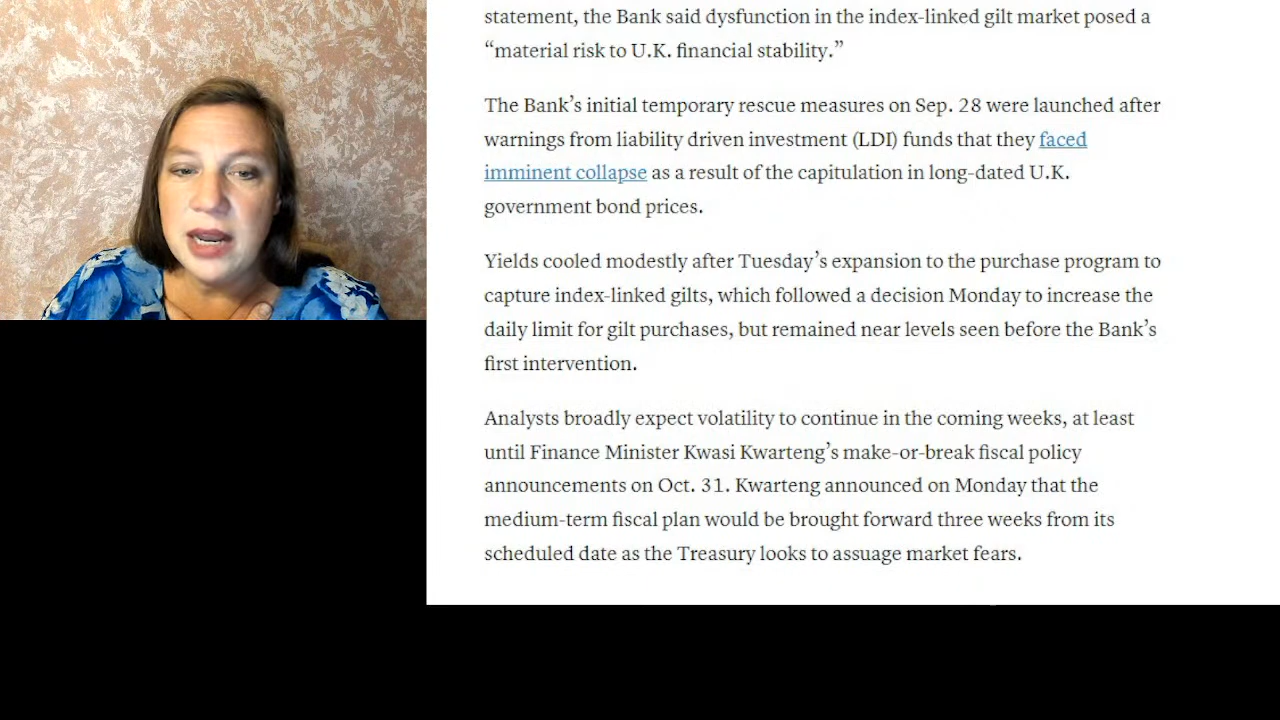 statement, the Bank said dysfunction in the index-linked gilt market posed a
“material risk to U.K. financial stability.”
The Bank’s initial temporary rescue measures on Sep. 28 were launched after
warnings from liability driven investment (LDI) funds that they faced
imminent collapse as a result of the capitulation in long-dated U.K.
government bond prices.
Yields cooled modestly after Tuesday’s expansion to the purchase program to
capture index-linked gilts, which followed a decision Monday to increase the
daily limit for gilt purchases, but remained near levels seen before the Bank’s
first intervention.
Analysts broadly expect volatility to continue in the coming weeks, at least
until Finance Minister Kwasi Kwarteng’s make-or-break fiscal policy
announcements on Oct. 31. Kwarteng announced on Monday that the
medium-term fiscal plan would be brought forward three weeks from its
scheduled date as the Treasury looks to assuage market fears.